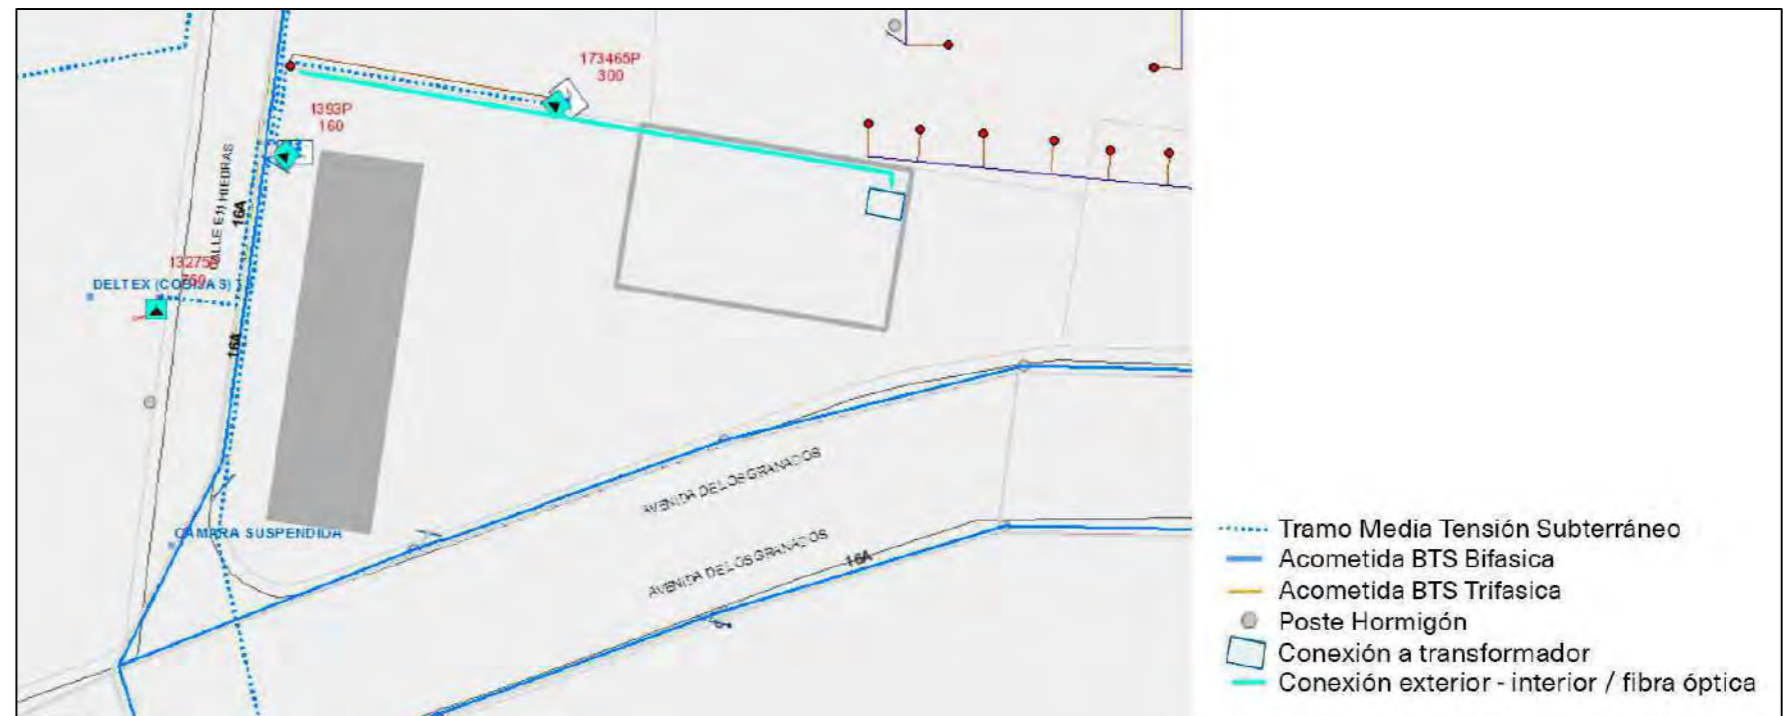 173465P
300
1393P
160
CALLE E11 HIEDRAS
16A
DELTEX (COBIJAS)
16A
AVENIDA DE LOS GRANADOS
CAMARA SUSPENDIDA
AVENIDA DE LOS GRANADOS
16A
Tramo Media Tensión Subterráneo
Acometida BTS Bifasica
Acometida BTS Trifasica
Poste Hormigón
Conexión a transformador
Conexión exterior - interior / fibra óptica